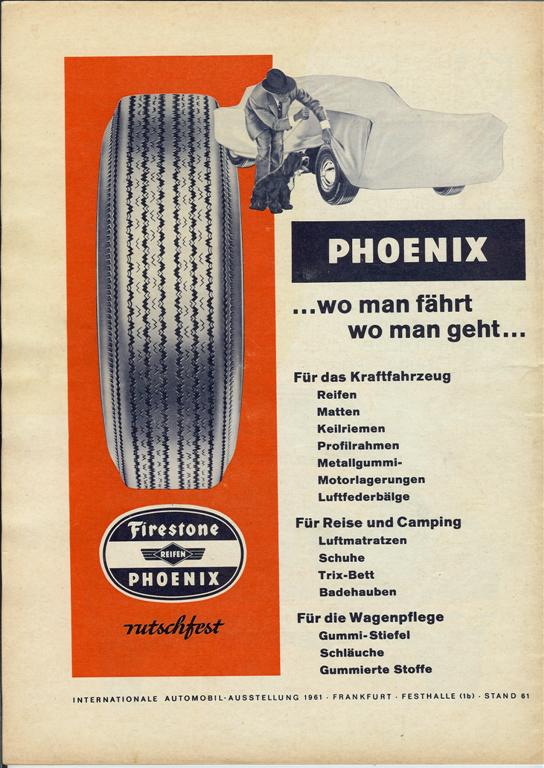 PHOENIX
...wo man fährt
wo man geht...
Für das Kraftfahrzeug
Reifen
Matten
Keilriemen
Profilrahmen
Metallgummi-
Motorlagerungen
Luftfederbälge
Für Reise und Camping
Luftmatratzen
Schuhe
Trix-Bett
Badehauben
Für die Wagenpflege
Gummi-Stiefel
Schläuche
Gummierte Stoffe
Firestone
REIFEN
PHOENIX
rutschfest
INTERNATIONALE AUTOMOBIL-AUSSTELLUNG 1961 · FRANKFURT · FESTHALLE (1b) · STAND 61